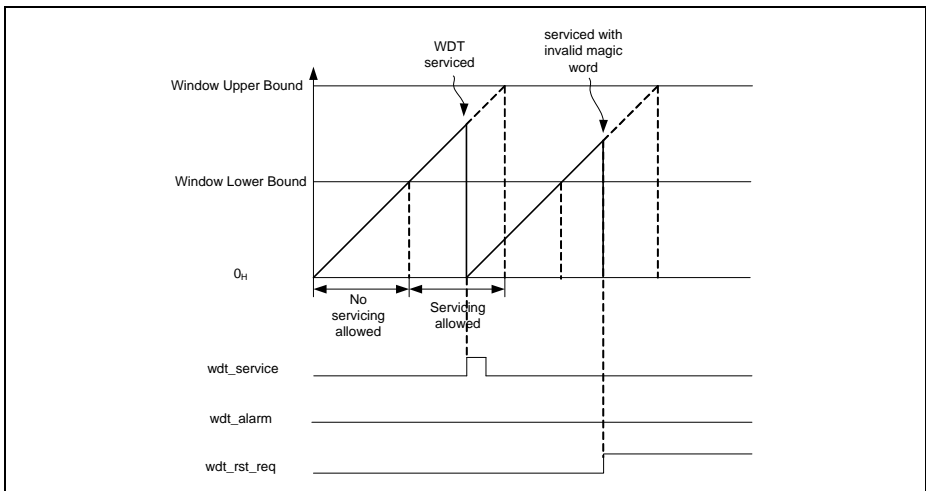 WDT
serviced
serviced with
invalid magic
word
Window Upper Bound
Window Lower Bound
0H
No
servicing
allowed
Servicing
allowed
wdt_service
wdt_alarm
wdt_rst_req